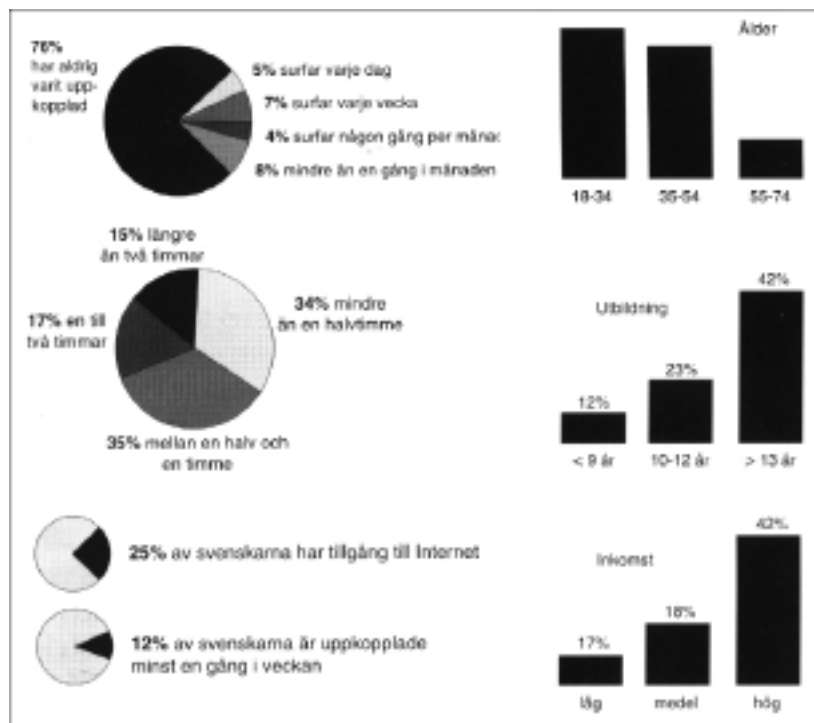 76%
har aldrig
varit upp-
kopplad
5% surfar varje dag
7% surfar varje vecka
4% surfar någon gång per måna
8% mindre än en gång i månaden
15% längre
än två timmar
17% en till
två timmar
34% mindre
än en halvtimme
35% mellan en halv och
en timme
25% av svenskarna har tillgång till Internet
12% av svenskarna är uppkopplade
minst en gång i veckan
Ålder
18-34 35-54 55-74
Utbildning
12% 23% 42%
< 9 år 10-12 år > 13 år
Inkomst
17% 18% 42%
låg medel hög